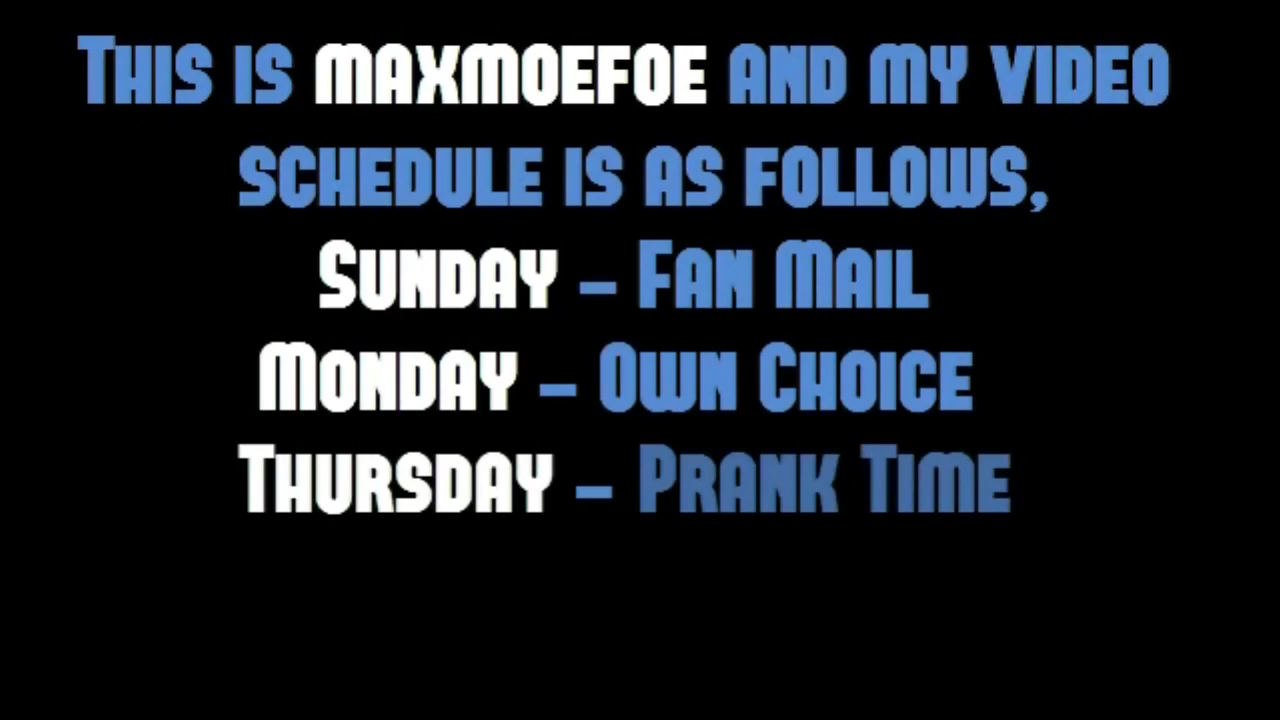 This is maxmoefoe and my video
schedule is as follows,
Sunday - Fan Mail
Monday - Own Choice
Thursday - Prank Time